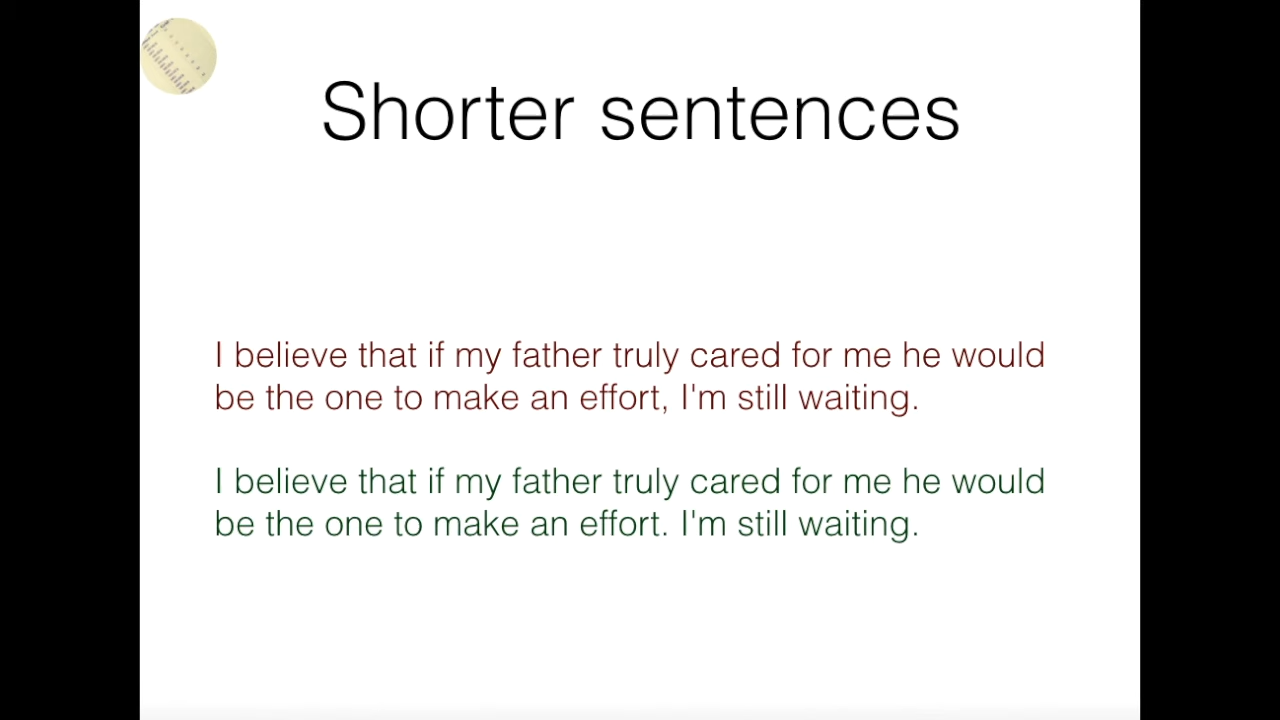 Shorter sentences
I believe that if my father truly cared for me he would
be the one to make an effort, I'm still waiting.
I believe that if my father truly cared for me he would
be the one to make an effort. I'm still waiting.